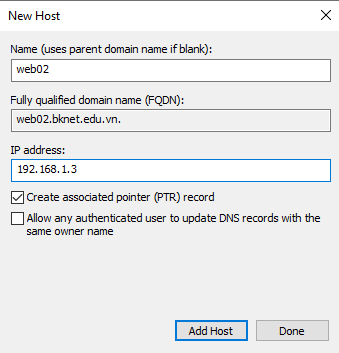 New Host
Name (uses parent domain name if blank):
web02
Fully qualified domain name (FQDN):
web02.bknet.edu.vn.
IP address:
192.168.1.3
Create associated pointer (PTR) record
Allow any authenticated user to update DNS records with the
same owner name
Add Host Done